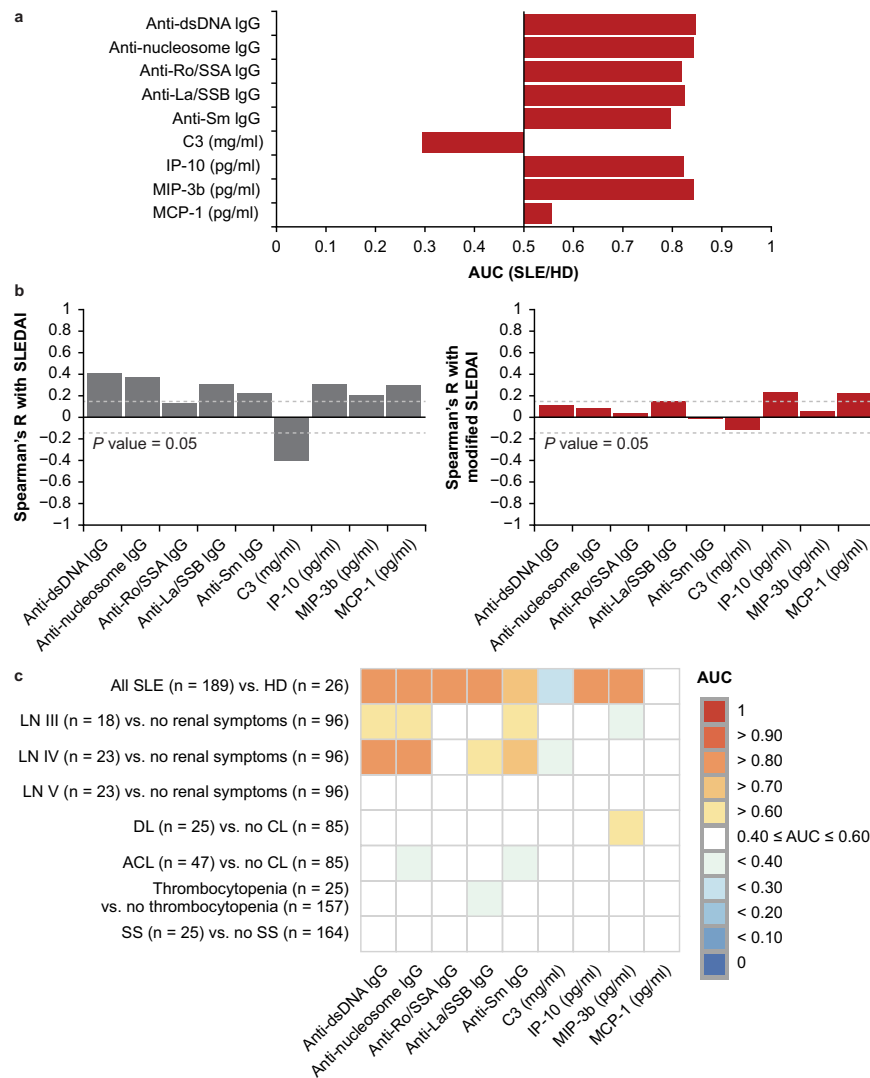 a
Anti-dsDNA IgG
Anti-nucleosome IgG
Anti-Ro/SSA IgG
Anti-La/SSB IgG
Anti-Sm IgG
C3 (mg/ml)
IP-10 (pg/ml)
MIP-3b (pg/ml)
MCP-1 (pg/ml)
0 0.1 0.2 0.3 0.4 0.5 0.6 0.7 0.8 0.9 1
AUC (SLE/HD)
b
Spearman's R with SLEDAI
1
0.8
0.6
0.4
0.2
0
−0.2
−0.4
−0.6
−0.8
−1
P value = 0.05
Anti-dsDNA IgG
Anti-nucleosome IgG
Anti-Ro/SSA IgG
Anti-La/SSB IgG
Anti-Sm IgG
C3 (mg/ml)
IP-10 (pg/ml)
MIP-3b (pg/ml)
MCP-1 (pg/ml)
Spearman's R with
modified SLEDAI
1
0.8
0.6
0.4
0.2
0
−0.2
−0.4
−0.6
−0.8
−1
P value = 0.05
Anti-dsDNA IgG
Anti-nucleosome IgG
Anti-Ro/SSA IgG
Anti-La/SSB IgG
Anti-Sm IgG
C3 (mg/ml)
IP-10 (pg/ml)
MIP-3b (pg/ml)
MCP-1 (pg/ml)
c
All SLE (n = 189) vs. HD (n = 26)
LN III (n = 18) vs. no renal symptoms (n = 96)
LN IV (n = 23) vs. no renal symptoms (n = 96)
LN V (n = 23) vs. no renal symptoms (n = 96)
DL (n = 25) vs. no CL (n = 85)
ACL (n = 47) vs. no CL (n = 85)
Thrombocytopenia (n = 25)
vs. no thrombocytopenia (n = 157)
SS (n = 25) vs. no SS (n = 164)
Anti-dsDNA IgG
Anti-nucleosome IgG
Anti-Ro/SSA IgG
Anti-La/SSB IgG
Anti-Sm IgG
C3 (mg/ml)
IP-10 (pg/ml)
MIP-3b (pg/ml)
MCP-1 (pg/ml)
AUC
1
> 0.90
> 0.80
> 0.70
> 0.60
0.40 ≤ AUC ≤ 0.60
< 0.40
< 0.30
< 0.20
< 0.10
0